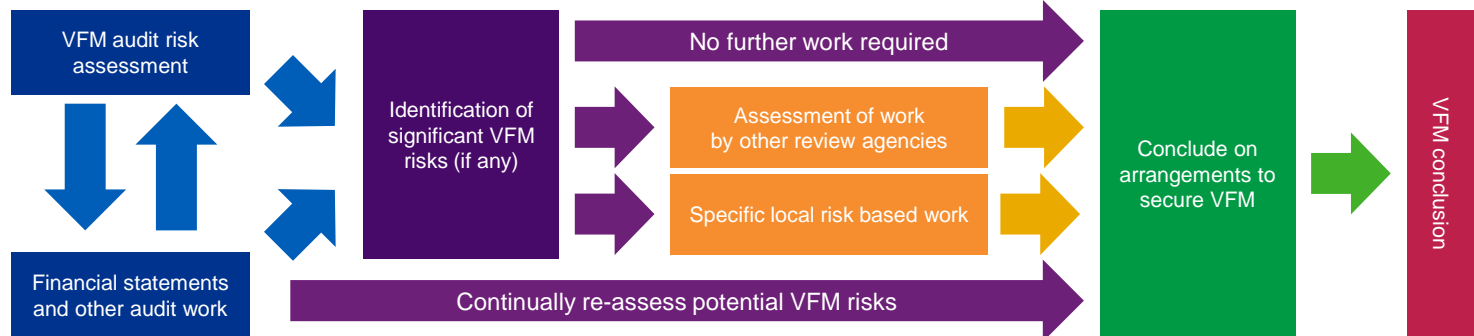 VFM audit risk
assessment
Financial statements
and other audit work
Identification of
significant VFM
risks (if any)
No further work required
Assessment of work
by other review agencies
Specific local risk based work
Continually re-assess potential VFM risks
Conclude on
arrangements to
secure VFM
VFM conclusion